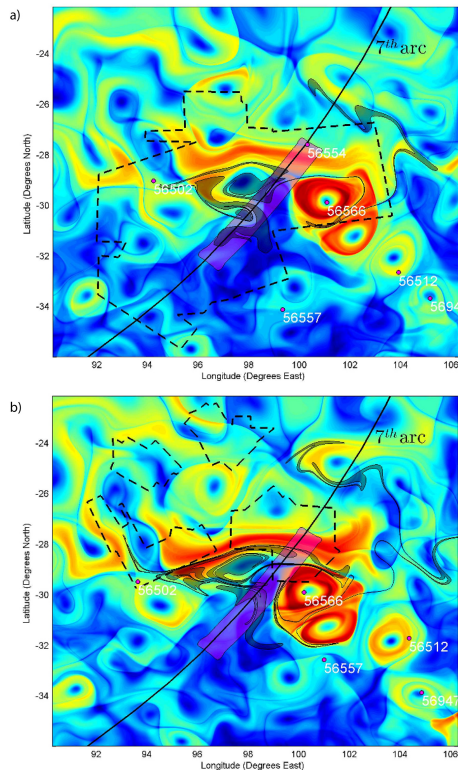 a)
-24
7th arc
-26
-28
56554
56502
-30
56566
-32
56512
5694
-34
56557
Latitude (Degrees North)
92 94 96 98 100 102 104 106
Longitude (Degrees East)
b)
-24
7th arc
-26
-28
56502
-30
56566
56512
-32
56557
56947
-34
Latitude (Degrees North)
92 94 96 98 100 102 104 106
Longitude (Degrees East)